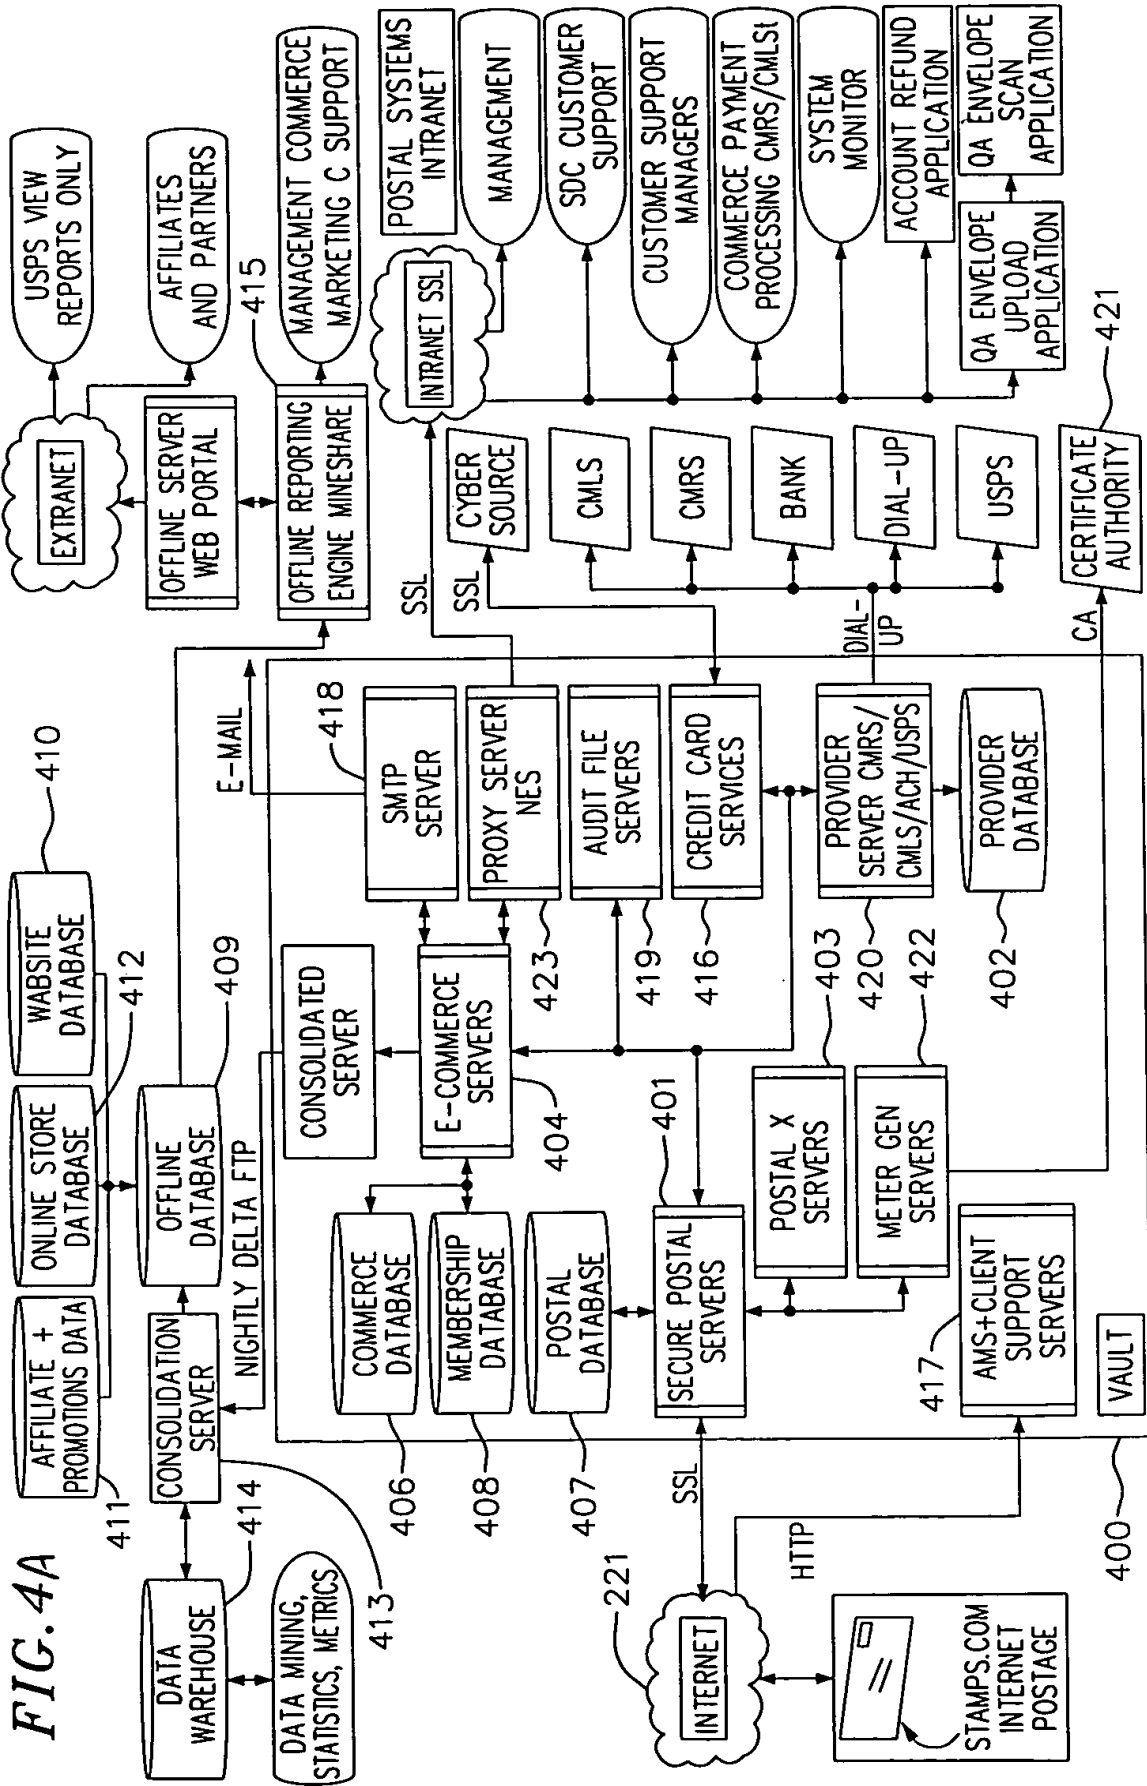 FIG. 4A
DATA
WAREHOUSE
414
DATA MINING,
STATISTICS, METRICS
413
AFFILIATE +
PROMOTIONS DATA
411
ONLINE STORE
DATABASE
412
WABSITE
DATABASE
410
CONSOLIDATION
SERVER
OFFLINE
DATABASE
409
NIGHTLY DELTA FTP
E-MAIL
EXTRANET
USPS VIEW
REPORTS ONLY
OFFLINE SERVER
WEB PORTAL
AFFILIATES
AND PARTNERS
415
OFFLINE REPORTING
ENGINE MINESHARE
MANAGEMENT COMMERCE
MARKETING C SUPPORT
CONSOLIDATED
SERVER
COMMERCE
DATABASE
406
MEMBERSHIP
DATABASE
408
POSTAL
DATABASE
407
E-COMMERCE
SERVERS
404
SMTP
SERVER
418
PROXY SERVER
NES
423
AUDIT FILE
SERVERS
419
CREDIT CARD
SERVICES
416
SSL
SSL
INTRANET SSL
POSTAL SYSTEMS
INTRANET
MANAGEMENT
SDC CUSTOMER
SUPPORT
CUSTOMER SUPPORT
MANAGERS
COMMERCE PAYMENT
PROCESSING CMRS/CMLSt
SYSTEM
MONITOR
ACCOUNT REFUND
APPLICATION
QA ENVELOPE
UPLOAD
APPLICATION
QA ENVELOPE
SCAN
APPLICATION
CYBER
SOURCE
CMLS
CMRS
BANK
DIAL-UP
USPS
DIAL-
UP
CERTIFICATE
AUTHORITY
421
CA
SECURE POSTAL
SERVERS
401
POSTAL X
SERVERS
403
METER GEN
SERVERS
422
PROVIDER
SERVER CMRS/
CMLS/ACH/USPS
420
PROVIDER
DATABASE
402
AMS+CLIENT
SUPPORT
SERVERS
417
VAULT
400
SSL
HTTP
INTERNET
221
STAMPS.COM
INTERNET
POSTAGE